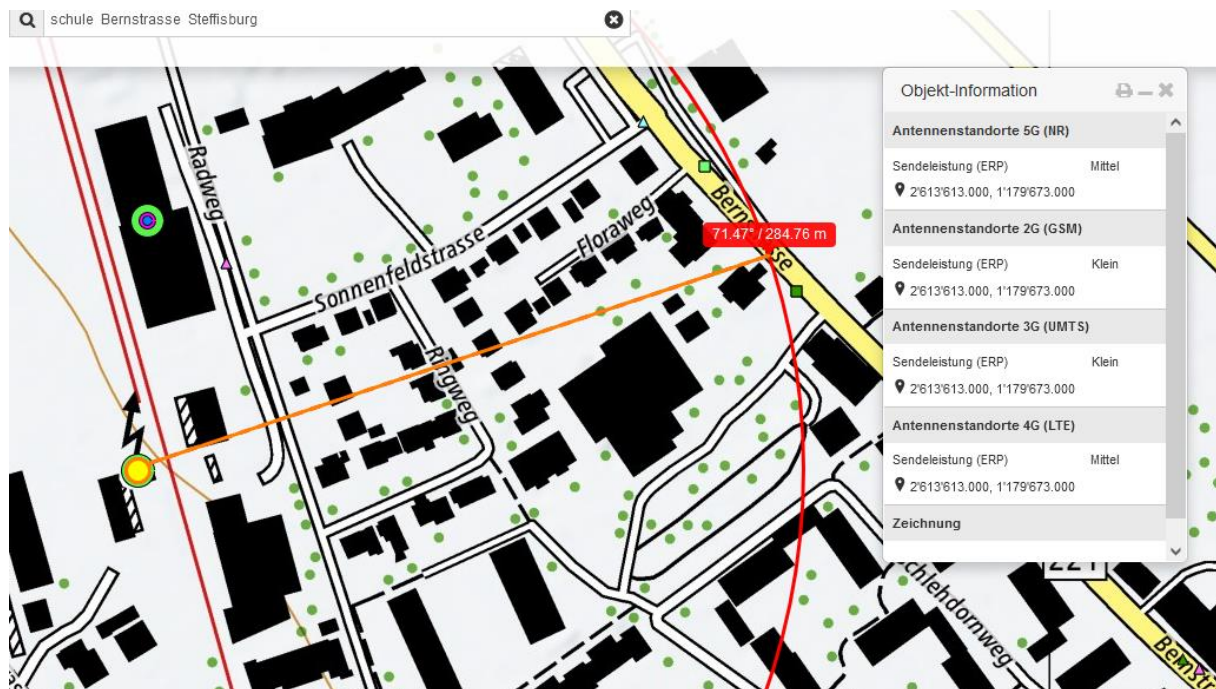 schule Bernstrasse Steffisburg
Objekt-Information
Antennenstandorte 5G (NR)
Sendeleistung (ERP) Mittel
2'613'613.000, 1'179'673.000
Antennenstandorte 2G (GSM)
Sendeleistung (ERP) Klein
2'613'613.000, 1'179'673.000
Antennenstandorte 3G (UMTS)
Sendeleistung (ERP) Klein
2'613'613.000, 1'179'673.000
Antennenstandorte 4G (LTE)
Sendeleistung (ERP) Mittel
2'613'613.000, 1'179'673.000
Zeichnung
Radweg
Sonnenfeldstrasse
Floraweg
Bernstrasse
71.47° / 284.76 m
Ringweg
221